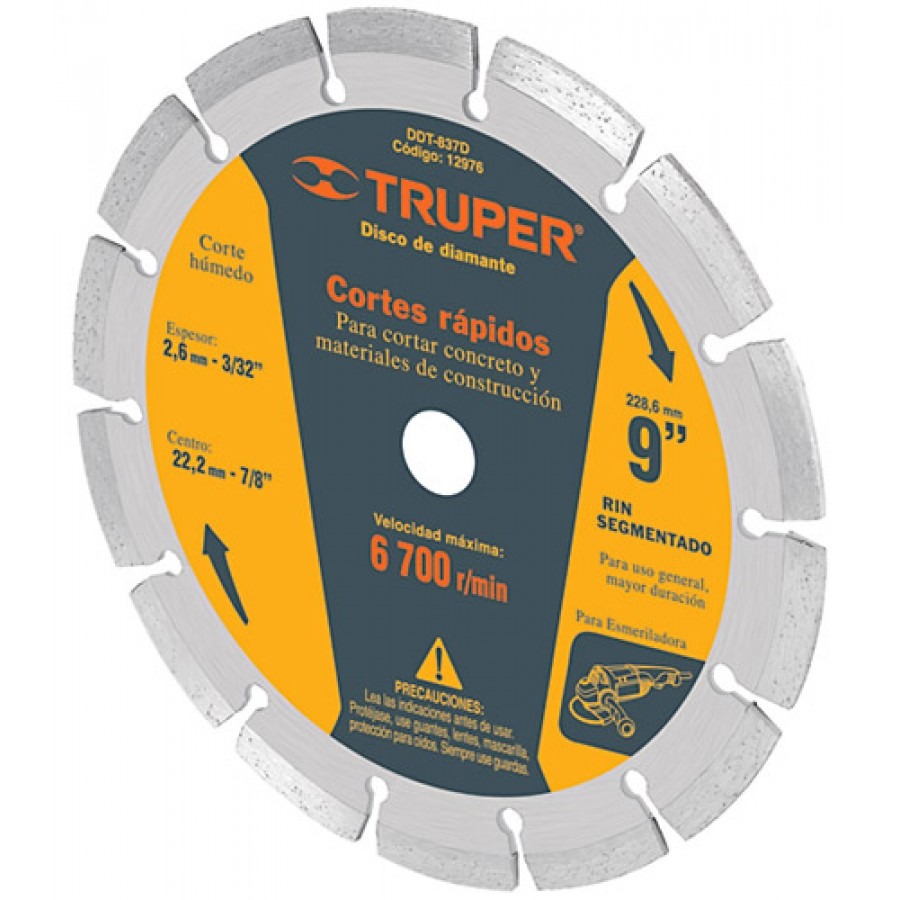 DDT-837D
Código: 12976
TRUPER®
Disco de diamante
Cortes rápidos
Para cortar concreto y
materiales de construcción
Corte
húmedo
Espesor:
2,6 mm - 3/32”
Centro:
22,2 mm - 7/8”
228,6 mm
9”
RIN
SEGMENTADO
Para uso general,
mayor duración
Para Esmeriladora
Velocidad máxima:
6 700 r/min
PRECAUCIONES:
Lea las indicaciones antes de usar.
Protéjase, use guantes, lentes, mascarilla,
protección para oídos. Siempre use guardas.